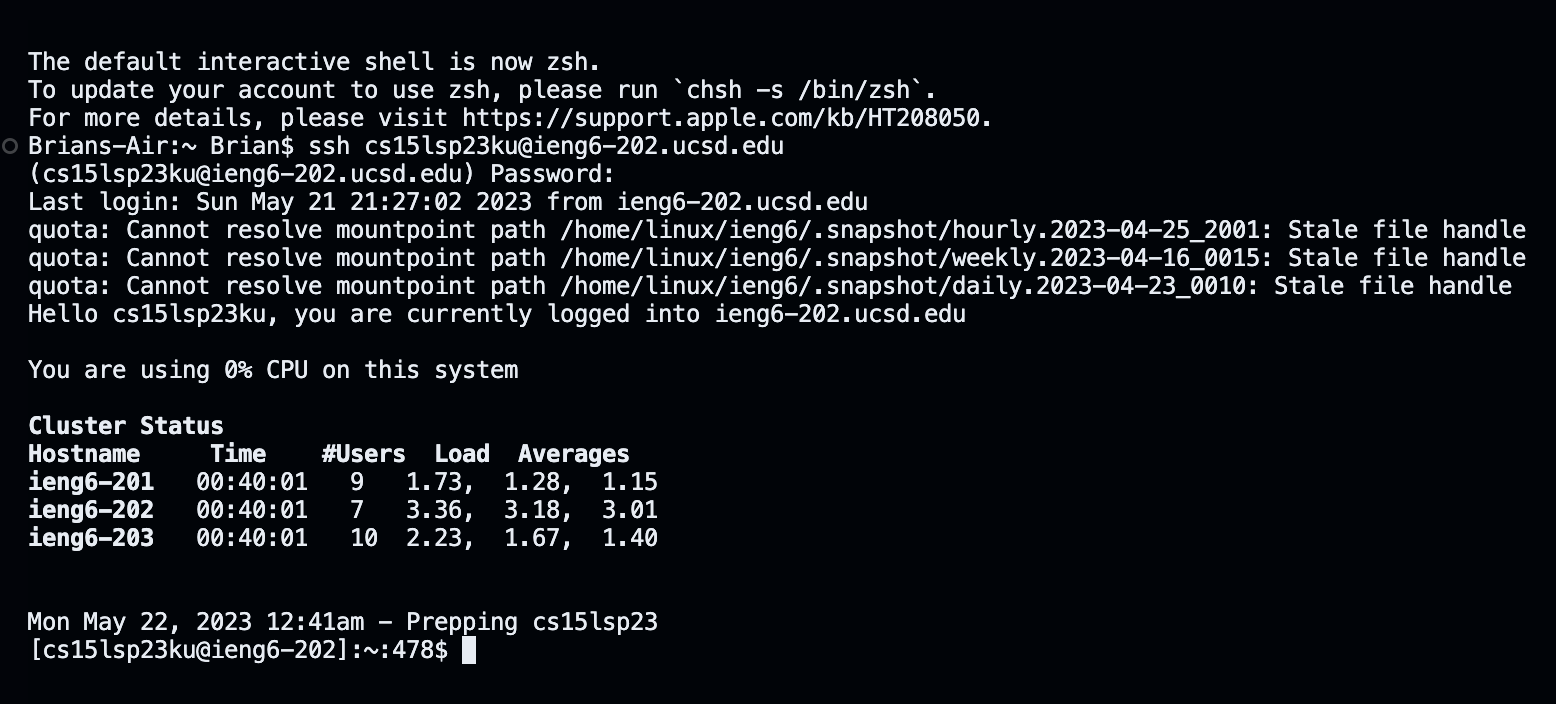 The default interactive shell is now zsh.
To update your account to use zsh, please run `chsh -s /bin/zsh`.
For more details, please visit https://support.apple.com/kb/HT208050.
Brians-Air:~ Brian$ ssh cs15lsp23ku@ieng6-202.ucsd.edu
(cs15lsp23ku@ieng6-202.ucsd.edu) Password:
Last login: Sun May 21 21:27:02 2023 from ieng6-202.ucsd.edu
quota: Cannot resolve mountpoint path /home/linux/ieng6/.snapshot/hourly.2023-04-25_2001: Stale file handle
quota: Cannot resolve mountpoint path /home/linux/ieng6/.snapshot/weekly.2023-04-16_0015: Stale file handle
quota: Cannot resolve mountpoint path /home/linux/ieng6/.snapshot/daily.2023-04-23_0010: Stale file handle
Hello cs15lsp23ku, you are currently logged into ieng6-202.ucsd.edu
You are using 0% CPU on this system
Cluster Status
Hostname     Time    #Users  Load  Averages
ieng6-201   00:40:01   9   1.73,  1.28,  1.15
ieng6-202   00:40:01   7   3.36,  3.18,  3.01
ieng6-203   00:40:01   10  2.23,  1.67,  1.40
Mon May 22, 2023 12:41am - Prepping cs15lsp23
[cs15lsp23ku@ieng6-202]:~:478$